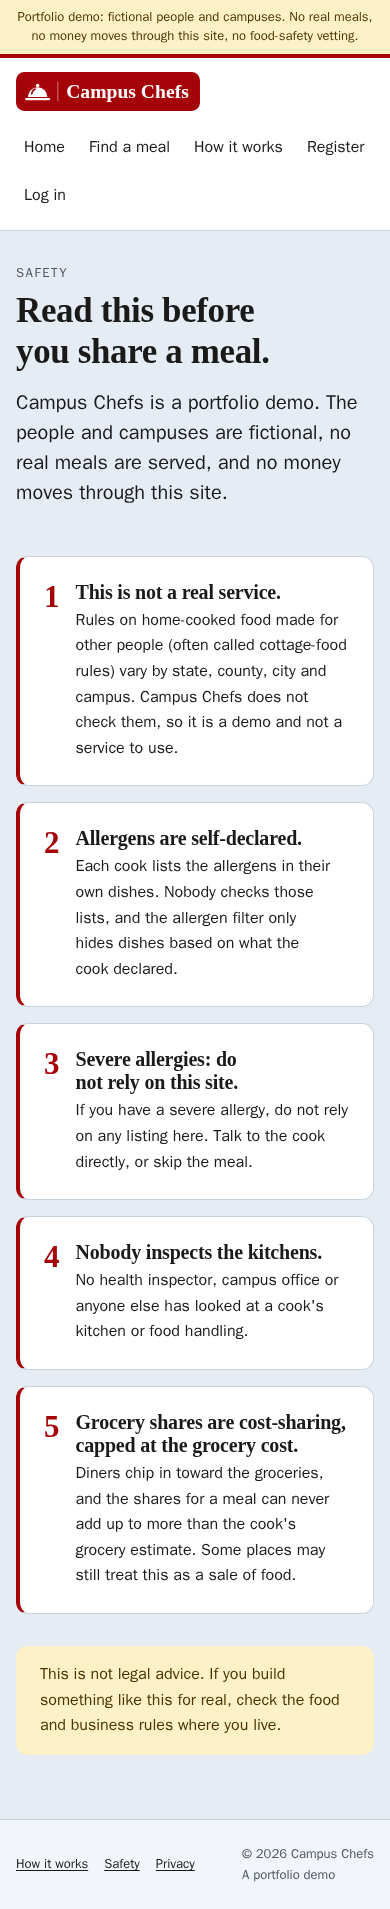 Portfolio demo: fictional people and campuses. No real meals,
no money moves through this site, no food-safety vetting.
Campus Chefs
Home Find a meal How it works Register
Log in
SAFETY
Read this before
you share a meal.
Campus Chefs is a portfolio demo. The
people and campuses are fictional, no
real meals are served, and no money
moves through this site.
1 This is not a real service.
Rules on home-cooked food made for
other people (often called cottage-food
rules) vary by state, county, city and
campus. Campus Chefs does not
check them, so it is a demo and not a
service to use.
2 Allergens are self-declared.
Each cook lists the allergens in their
own dishes. Nobody checks those
lists, and the allergen filter only
hides dishes based on what the
cook declared.
3 Severe allergies: do
not rely on this site.
If you have a severe allergy, do not rely
on any listing here. Talk to the cook
directly, or skip the meal.
4 Nobody inspects the kitchens.
No health inspector, campus office or
anyone else has looked at a cook's
kitchen or food handling.
5 Grocery shares are cost-sharing,
capped at the grocery cost.
Diners chip in toward the groceries,
and the shares for a meal can never
add up to more than the cook's
grocery estimate. Some places may
still treat this as a sale of food.
This is not legal advice. If you build
something like this for real, check the food
and business rules where you live.
How it works Safety Privacy
© 2026 Campus Chefs
A portfolio demo